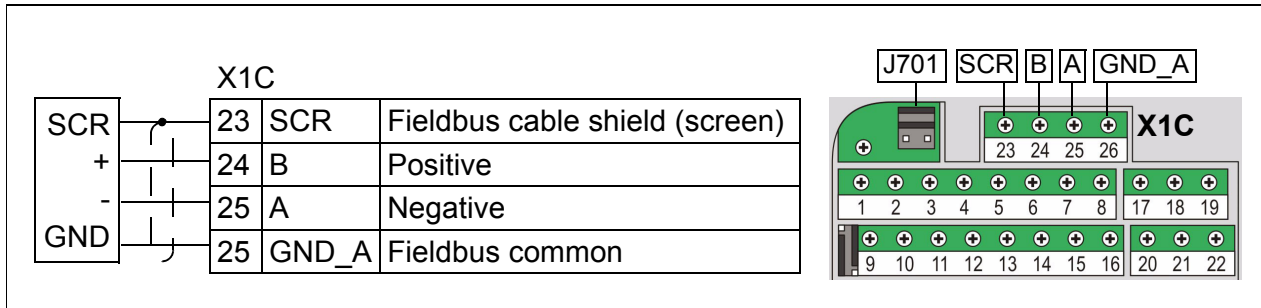 X1C
SCR 23 SCR Fieldbus cable shield (screen)
+ 24 B Positive
- 25 A Negative
GND 25 GND_A Fieldbus common
J701 SCR B A GND_A
X1C
23 24 25 26
1 2 3 4 5 6 7 8 17 18 19
9 10 11 12 13 14 15 16 20 21 22